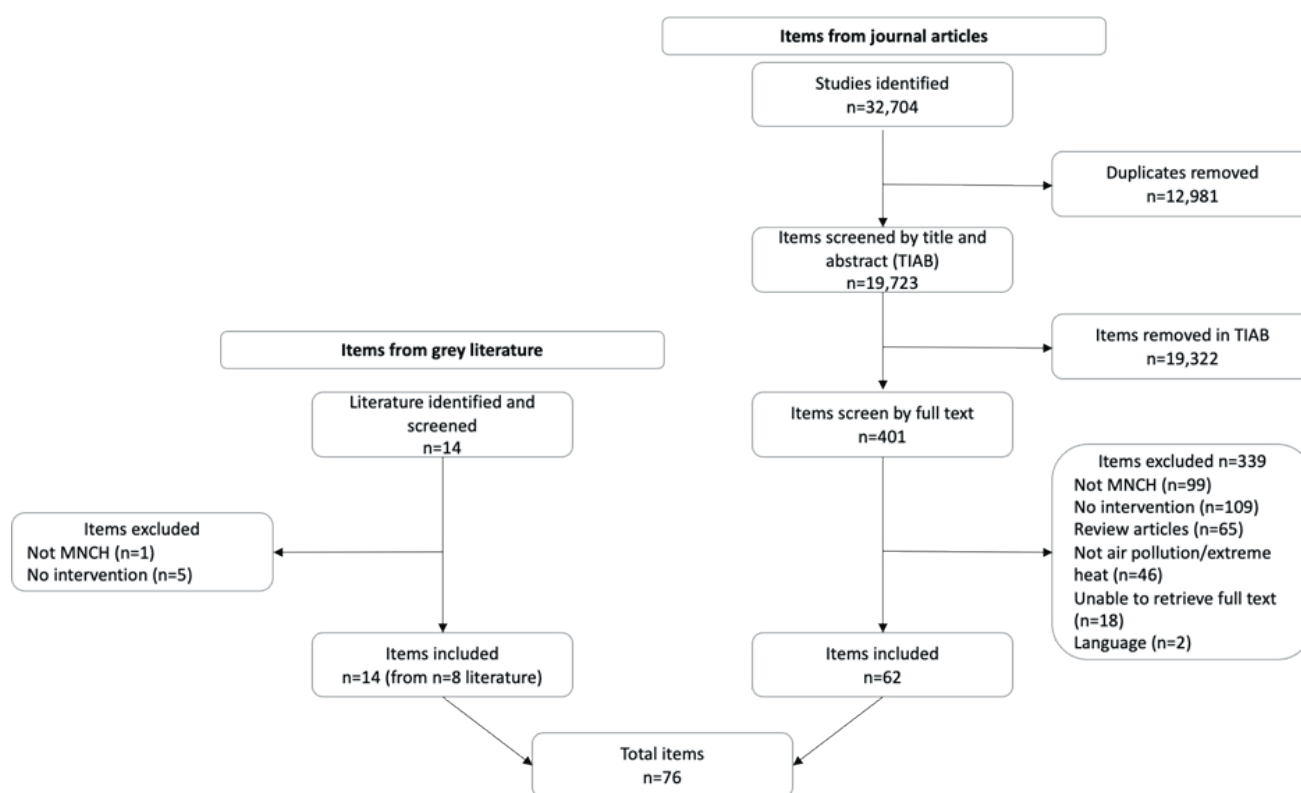 Items from journal articles
Studies identified
n=32,704
Duplicates removed
n=12,981
Items screened by title and
abstract (TIAB)
n=19,723
Items removed in TIAB
n=19,322
Items from grey literature
Literature identified and
screened
n=14
Items screen by full text
n=401
Items excluded n=339
Not MNCH (n=99)
No intervention (n=109)
Review articles (n=65)
Not air pollution/extreme
heat (n=46)
Unable to retrieve full text
(n=18)
Language (n=2)
Items excluded
Not MNCH (n=1)
No intervention (n=5)
Items included
n=14 (from n=8 literature)
Items included
n=62
Total items
n=76